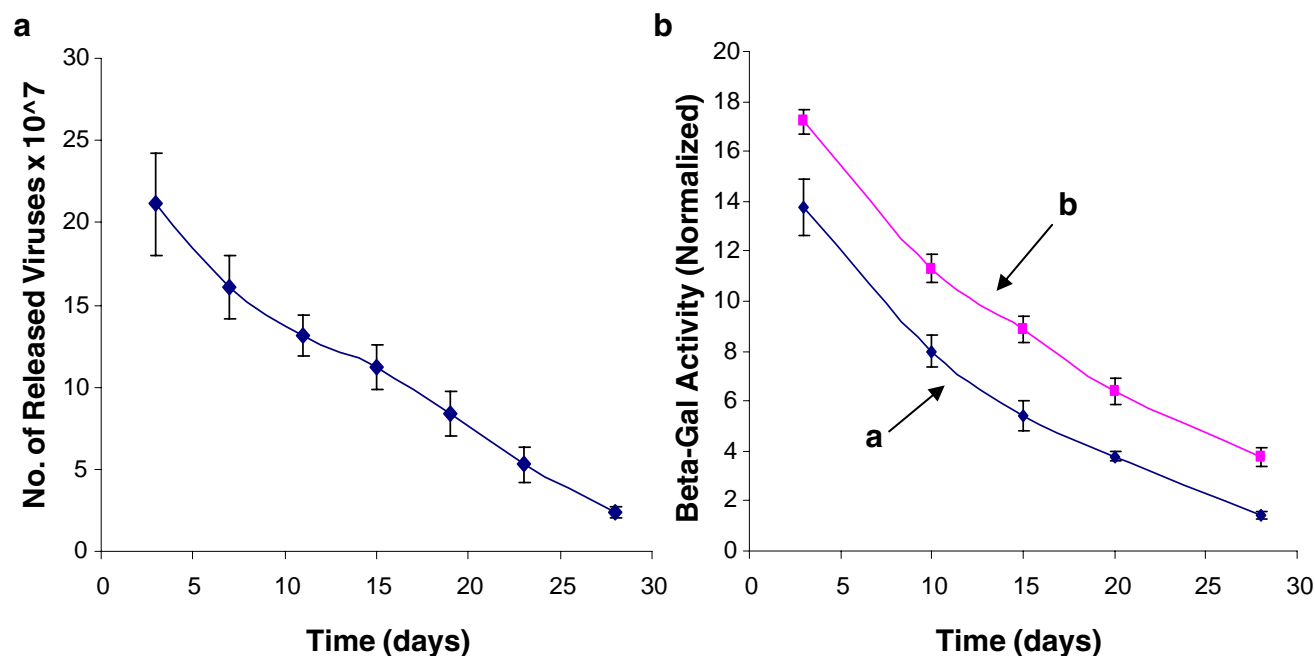 a
No. of Released Viruses x 10^7
30
25
20
15
10
5
0
0 5 10 15 20 25 30
Time (days)
b
Beta-Gal Activity (Normalized)
20
18
16
14
12
10
8
6
4
2
0
b
a
0 5 10 15 20 25 30
Time (days)